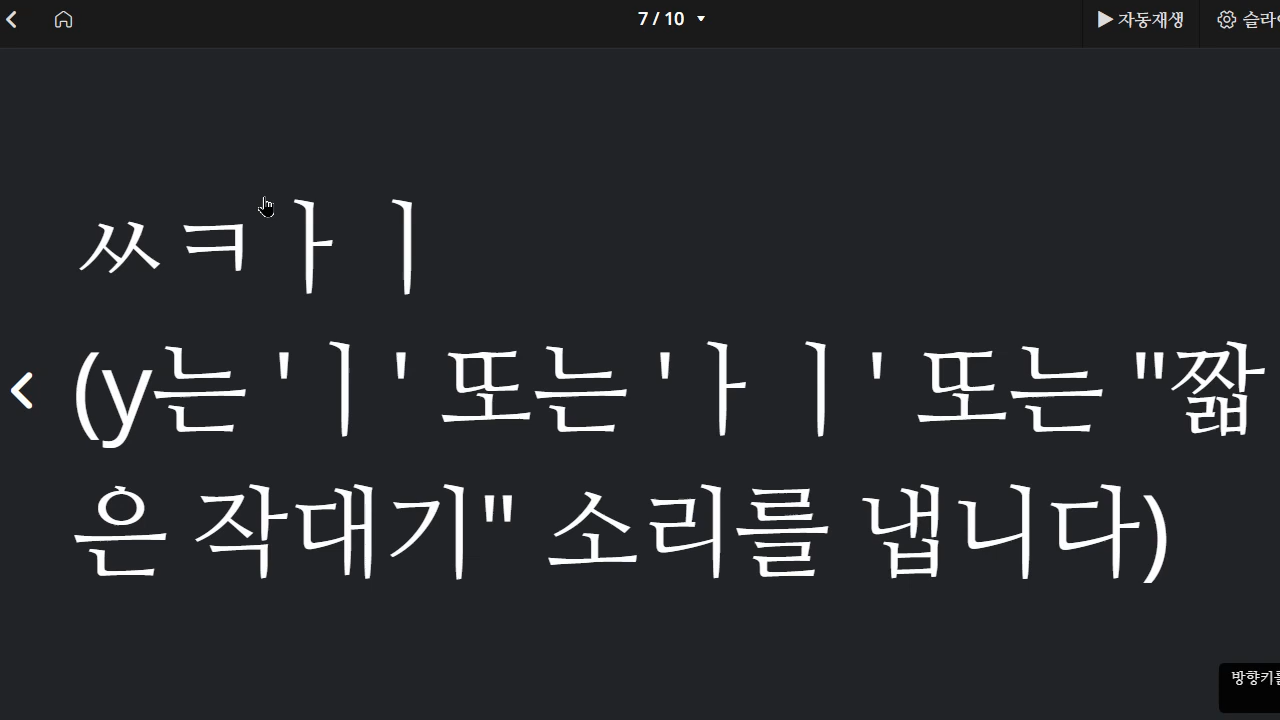 7 / 10
자동재생
ㅆㅋㅏㅣ
(y는 'ㅣ' 또는 'ㅏㅣ' 또는 "짧
은 작대기" 소리를 냅니다)